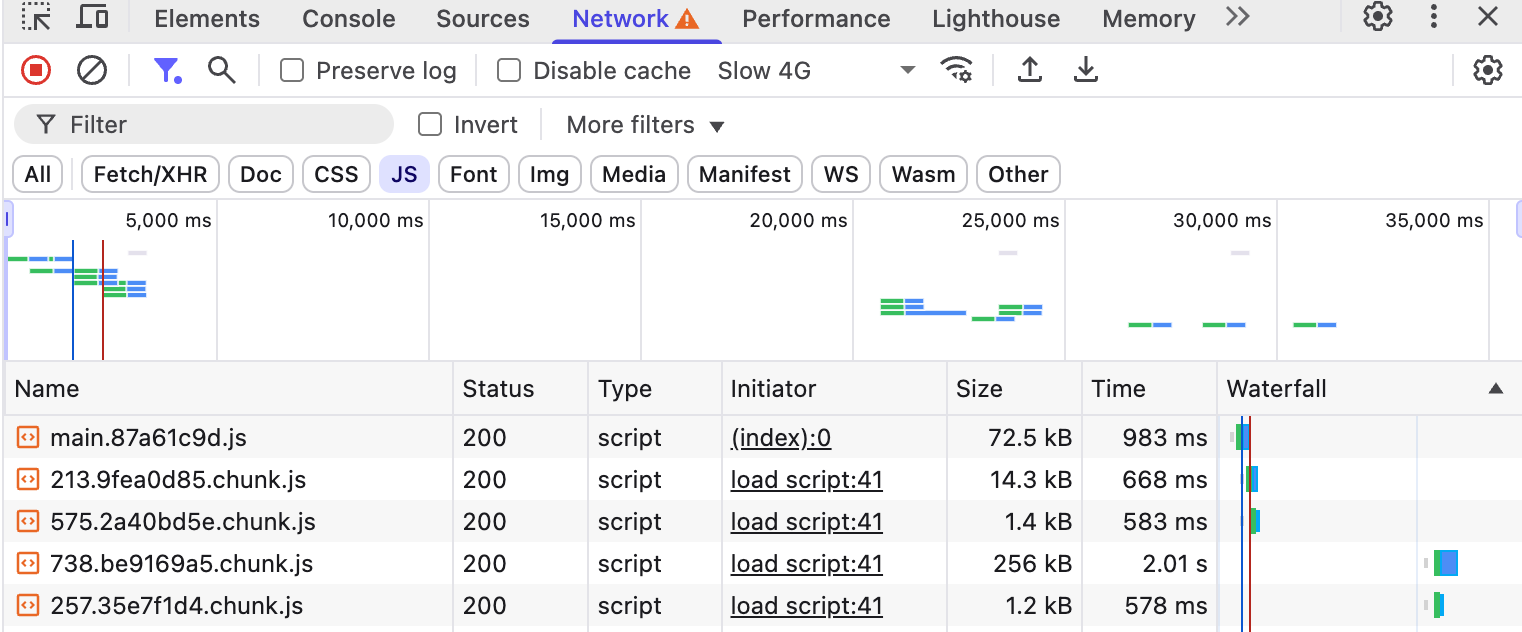 Elements Console Sources Network Performance Lighthouse Memory
Preserve log Disable cache Slow 4G
Filter Invert More filters
All Fetch/XHR Doc CSS JS Font Img Media Manifest WS Wasm Other
5,000 ms 10,000 ms 15,000 ms 20,000 ms 25,000 ms 30,000 ms 35,000 ms
Name Status Type Initiator Size Time Waterfall
main.87a61c9d.js 200 script (index):0 72.5 kB 983 ms
213.9fea0d85.chunk.js 200 script load script:41 14.3 kB 668 ms
575.2a40bd5e.chunk.js 200 script load script:41 1.4 kB 583 ms
738.be9169a5.chunk.js 200 script load script:41 256 kB 2.01 s
257.35e7f1d4.chunk.js 200 script load script:41 1.2 kB 578 ms